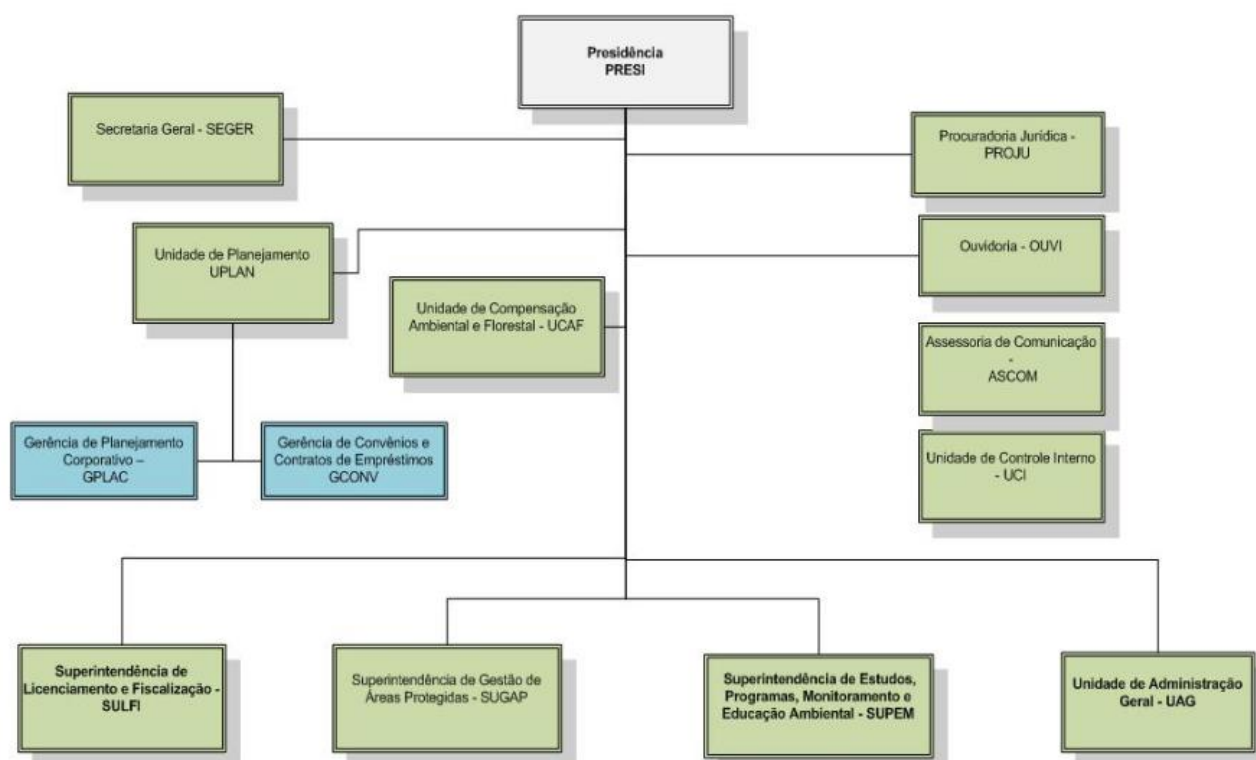 Presidência
PRESI
Secretaria Geral - SEGER
Procuradoria Jurídica -
PROJU
Unidade de Planejamento
UPLAN
Ouvidoria - OUVI
Unidade de Compensação
Ambiental e Florestal - UCAF
Assessoria de Comunicação
-
ASCOM
Gerência de Planejamento
Corporativo –
GPLAC
Gerência de Convênios e
Contratos de Empréstimos
GCONV
Unidade de Controle Interno
- UCI
Superintendência de
Licenciamento e Fiscalização -
SULFI
Superintendência de Gestão de
Áreas Protegidas - SUGAP
Superintendência de Estudos,
Programas, Monitoramento e
Educação Ambiental - SUPEM
Unidade de Administração
Geral - UAG